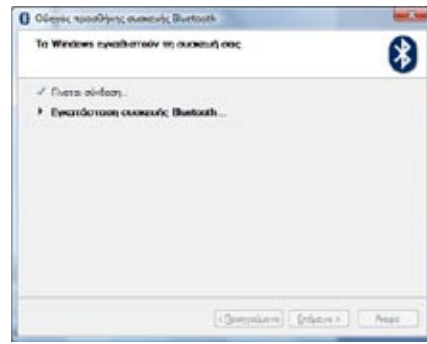 Οδηγός προσθήκης συσκευής Bluetooth
Τα Windows εγκαθιστούν τη συσκευή σας
Γίνεται σύνδεση...
Εγκατάσταση συσκευής Bluetooth...
< Προηγούμενο
Επόμενο >
Άκυρο